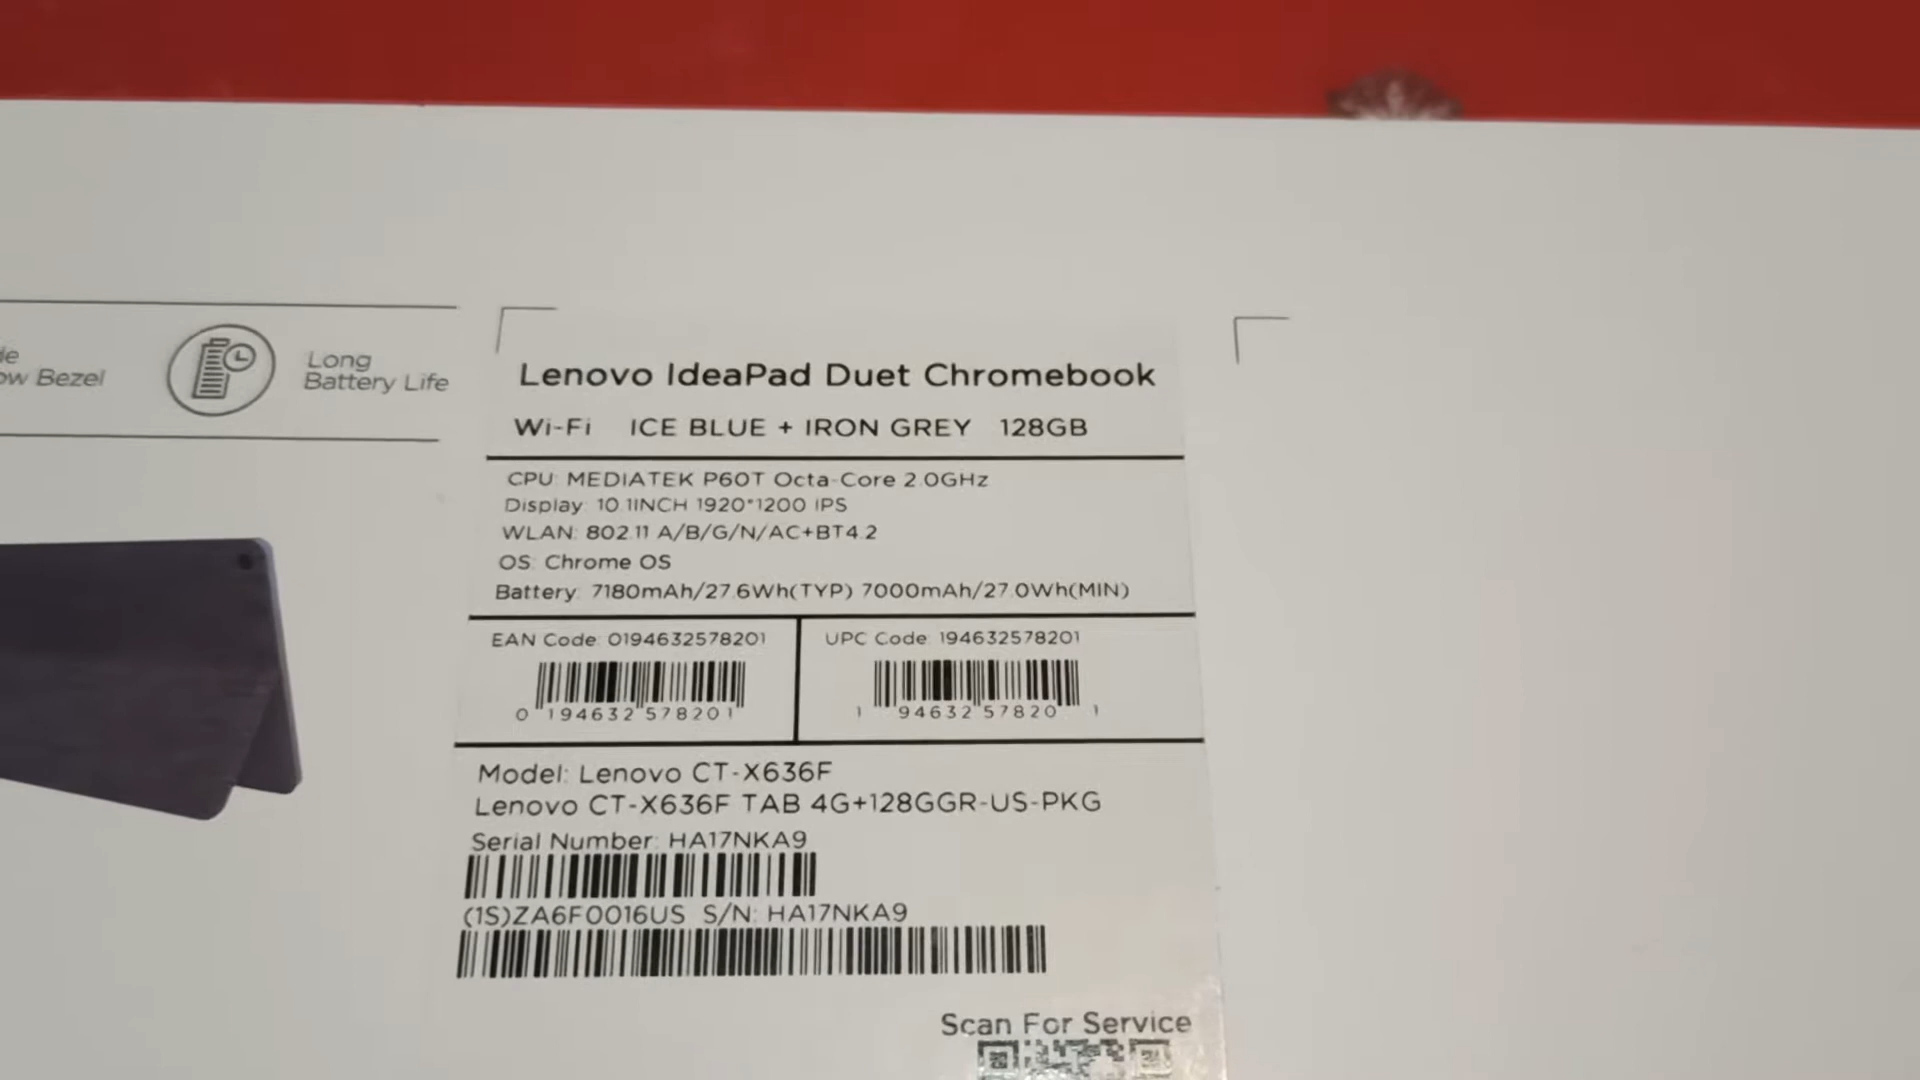 ow Bezel
Long
Battery Life
Lenovo IdeaPad Duet Chromebook
Wi-Fi ICE BLUE + IRON GREY 128GB
CPU: MEDIATEK P60T Octa-Core 2.0GHz
Display: 10.1INCH 1920*1200 IPS
WLAN: 802.11 A/B/G/N/AC+BT4.2
OS: Chrome OS
Battery: 7180mAh/27.6Wh(TYP) 7000mAh/27.0Wh(MIN)
EAN Code: 0194632578201
0 194632 578201
UPC Code: 194632578201
1 94632 57820 1
Model: Lenovo CT-X636F
Lenovo CT-X636F TAB 4G+128GGR-US-PKG
Serial Number: HA17NKA9
(1S)ZA6F0016US S/N: HA17NKA9
Scan For Service